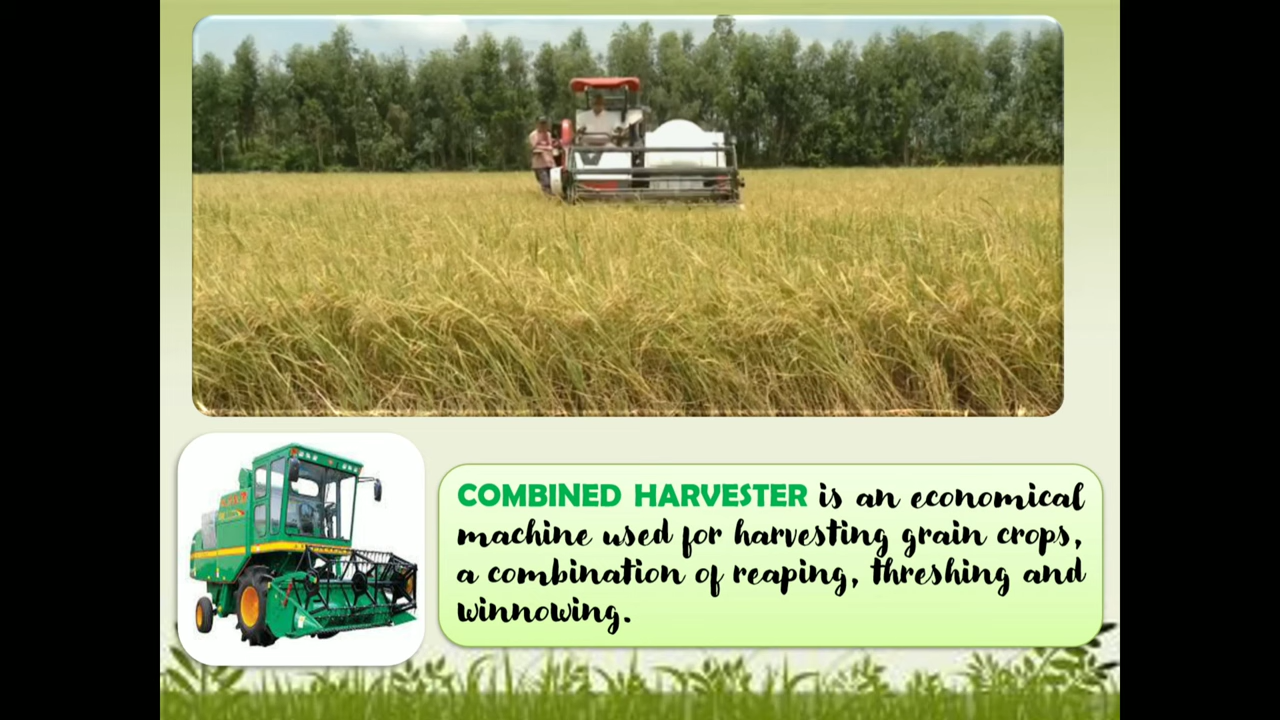 COMBINED HARVESTER is an economical
machine used for harvesting grain crops,
a combination of reaping, threshing and
winnowing.